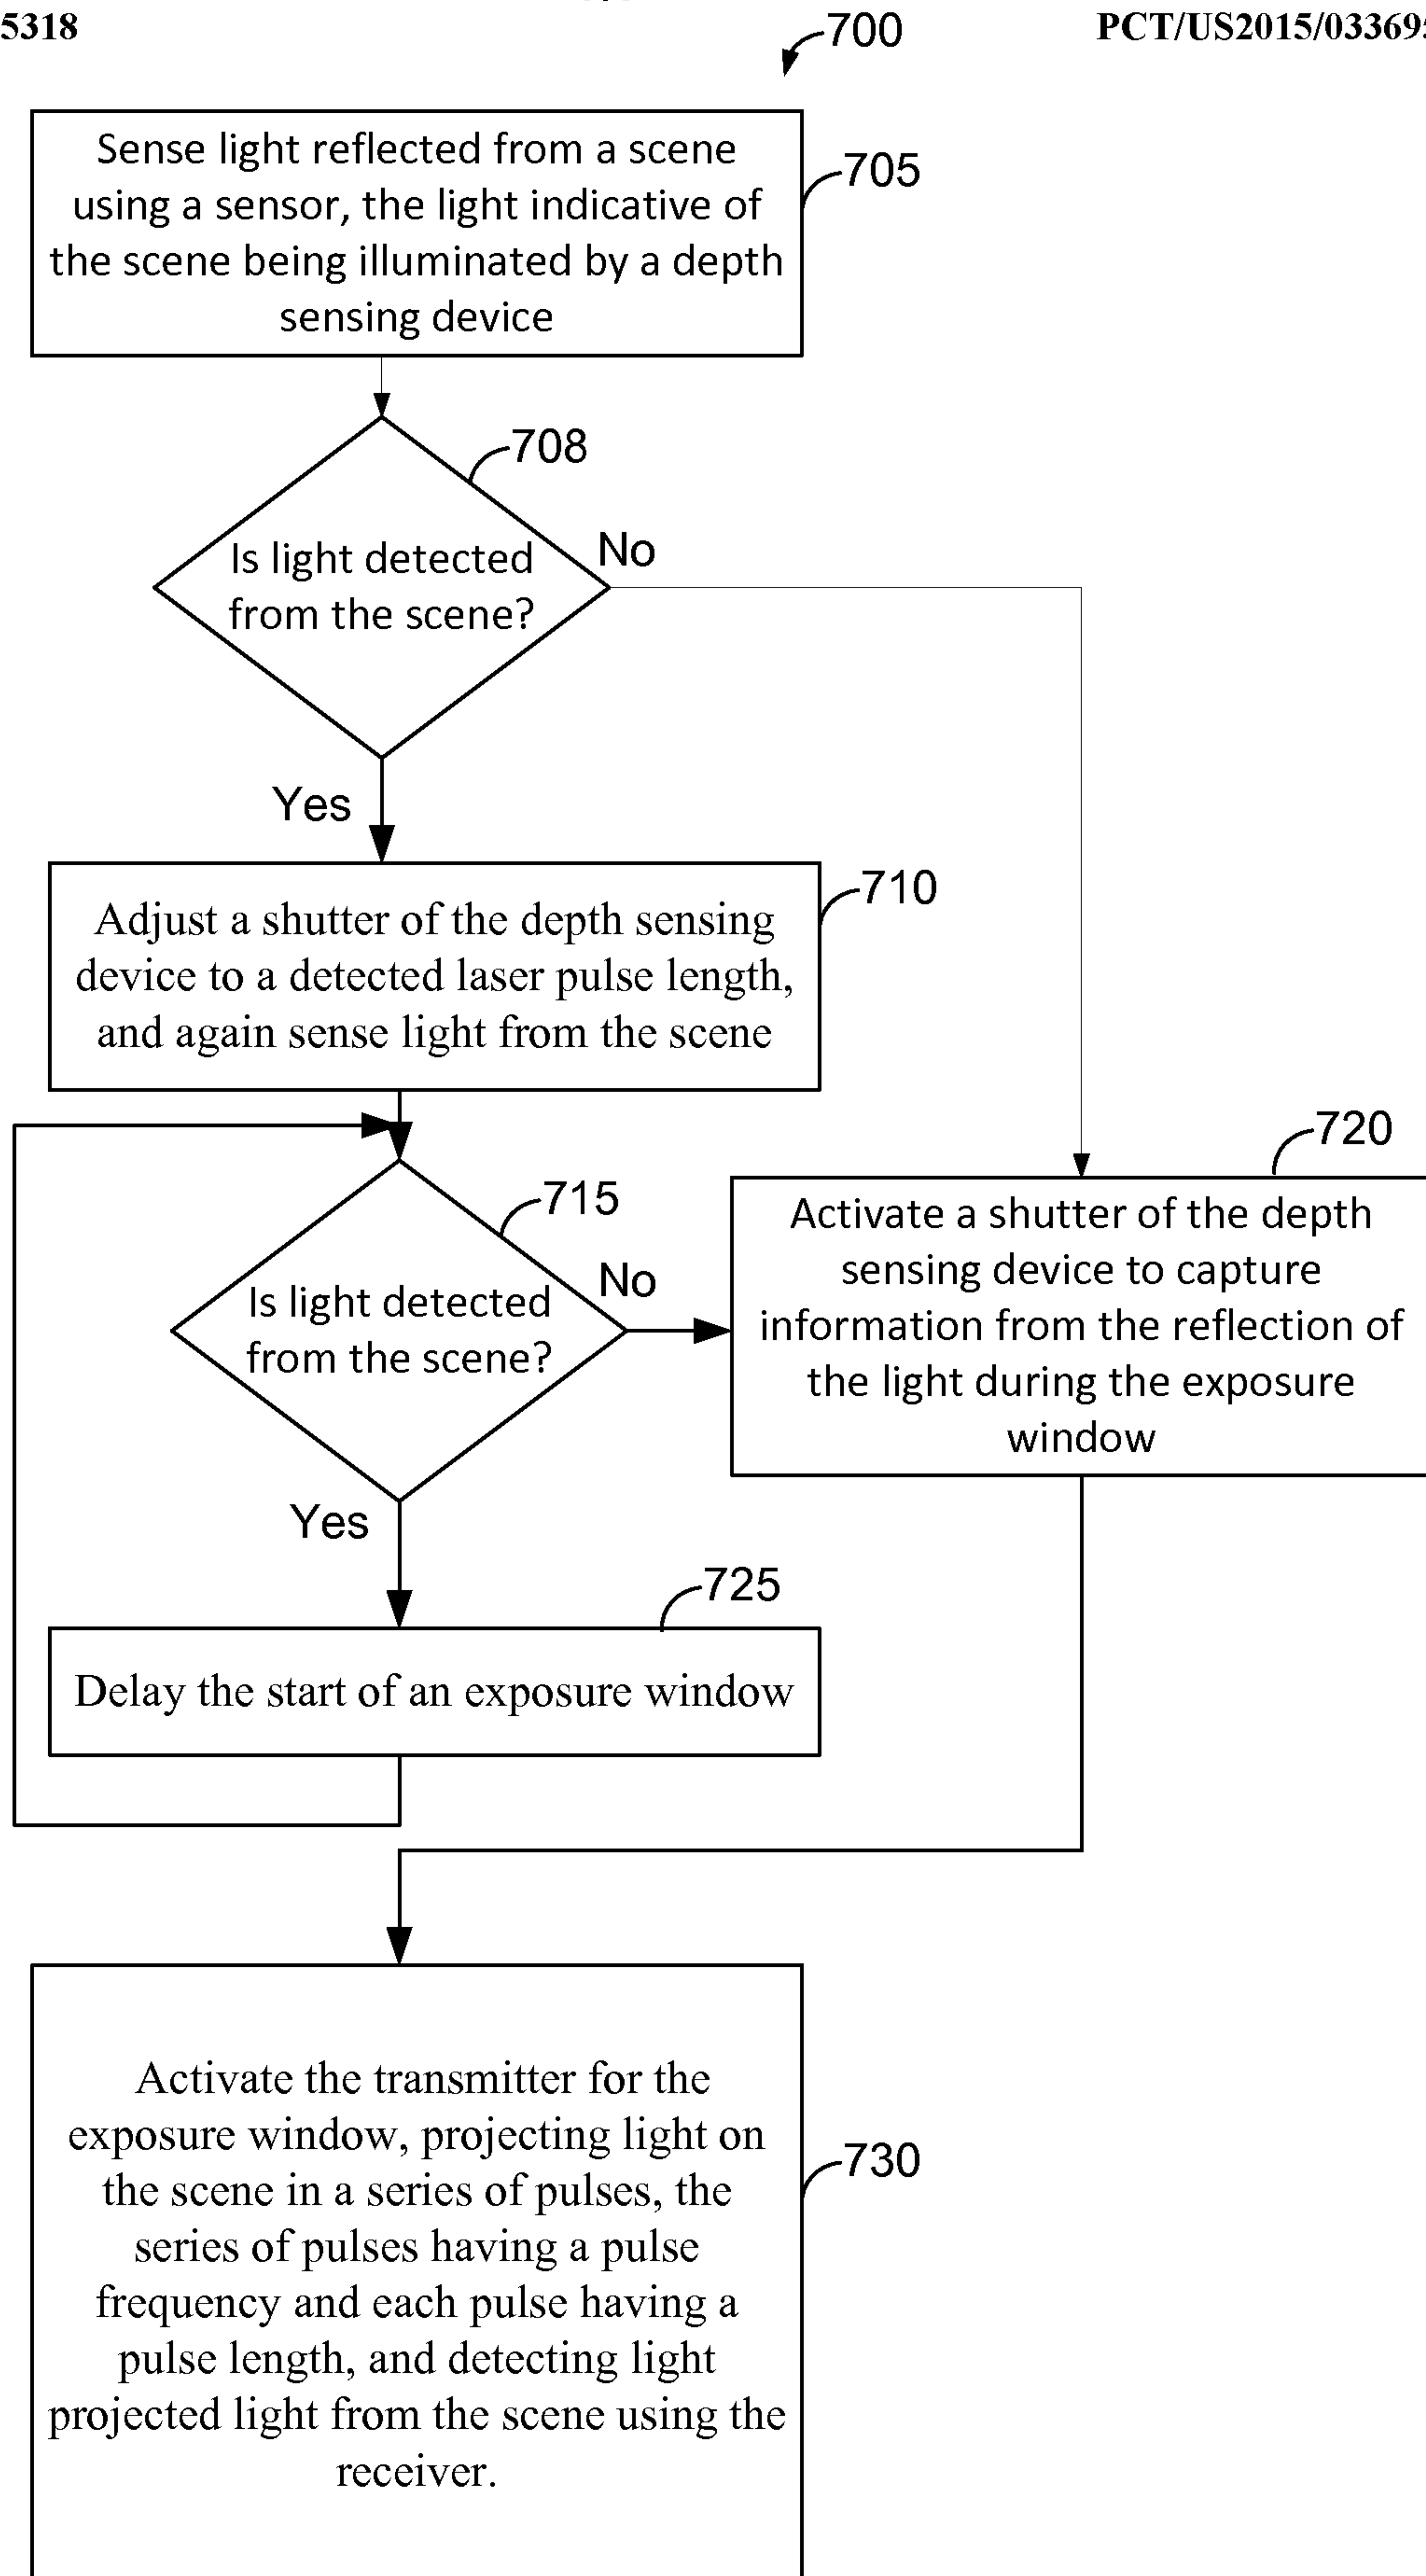 5318
PCT/US2015/03369
700
Sense light reflected from a scene
using a sensor, the light indicative of
the scene being illuminated by a depth
sensing device
705
708
Is light detected
from the scene?
No
Yes
Adjust a shutter of the depth sensing
device to a detected laser pulse length,
and again sense light from the scene
710
715
Is light detected
from the scene?
No
Yes
720
Activate a shutter of the depth
sensing device to capture
information from the reflection of
the light during the exposure
window
725
Delay the start of an exposure window
Activate the transmitter for the
exposure window, projecting light on
the scene in a series of pulses, the
series of pulses having a pulse
frequency and each pulse having a
pulse length, and detecting light
projected light from the scene using the
receiver.
730